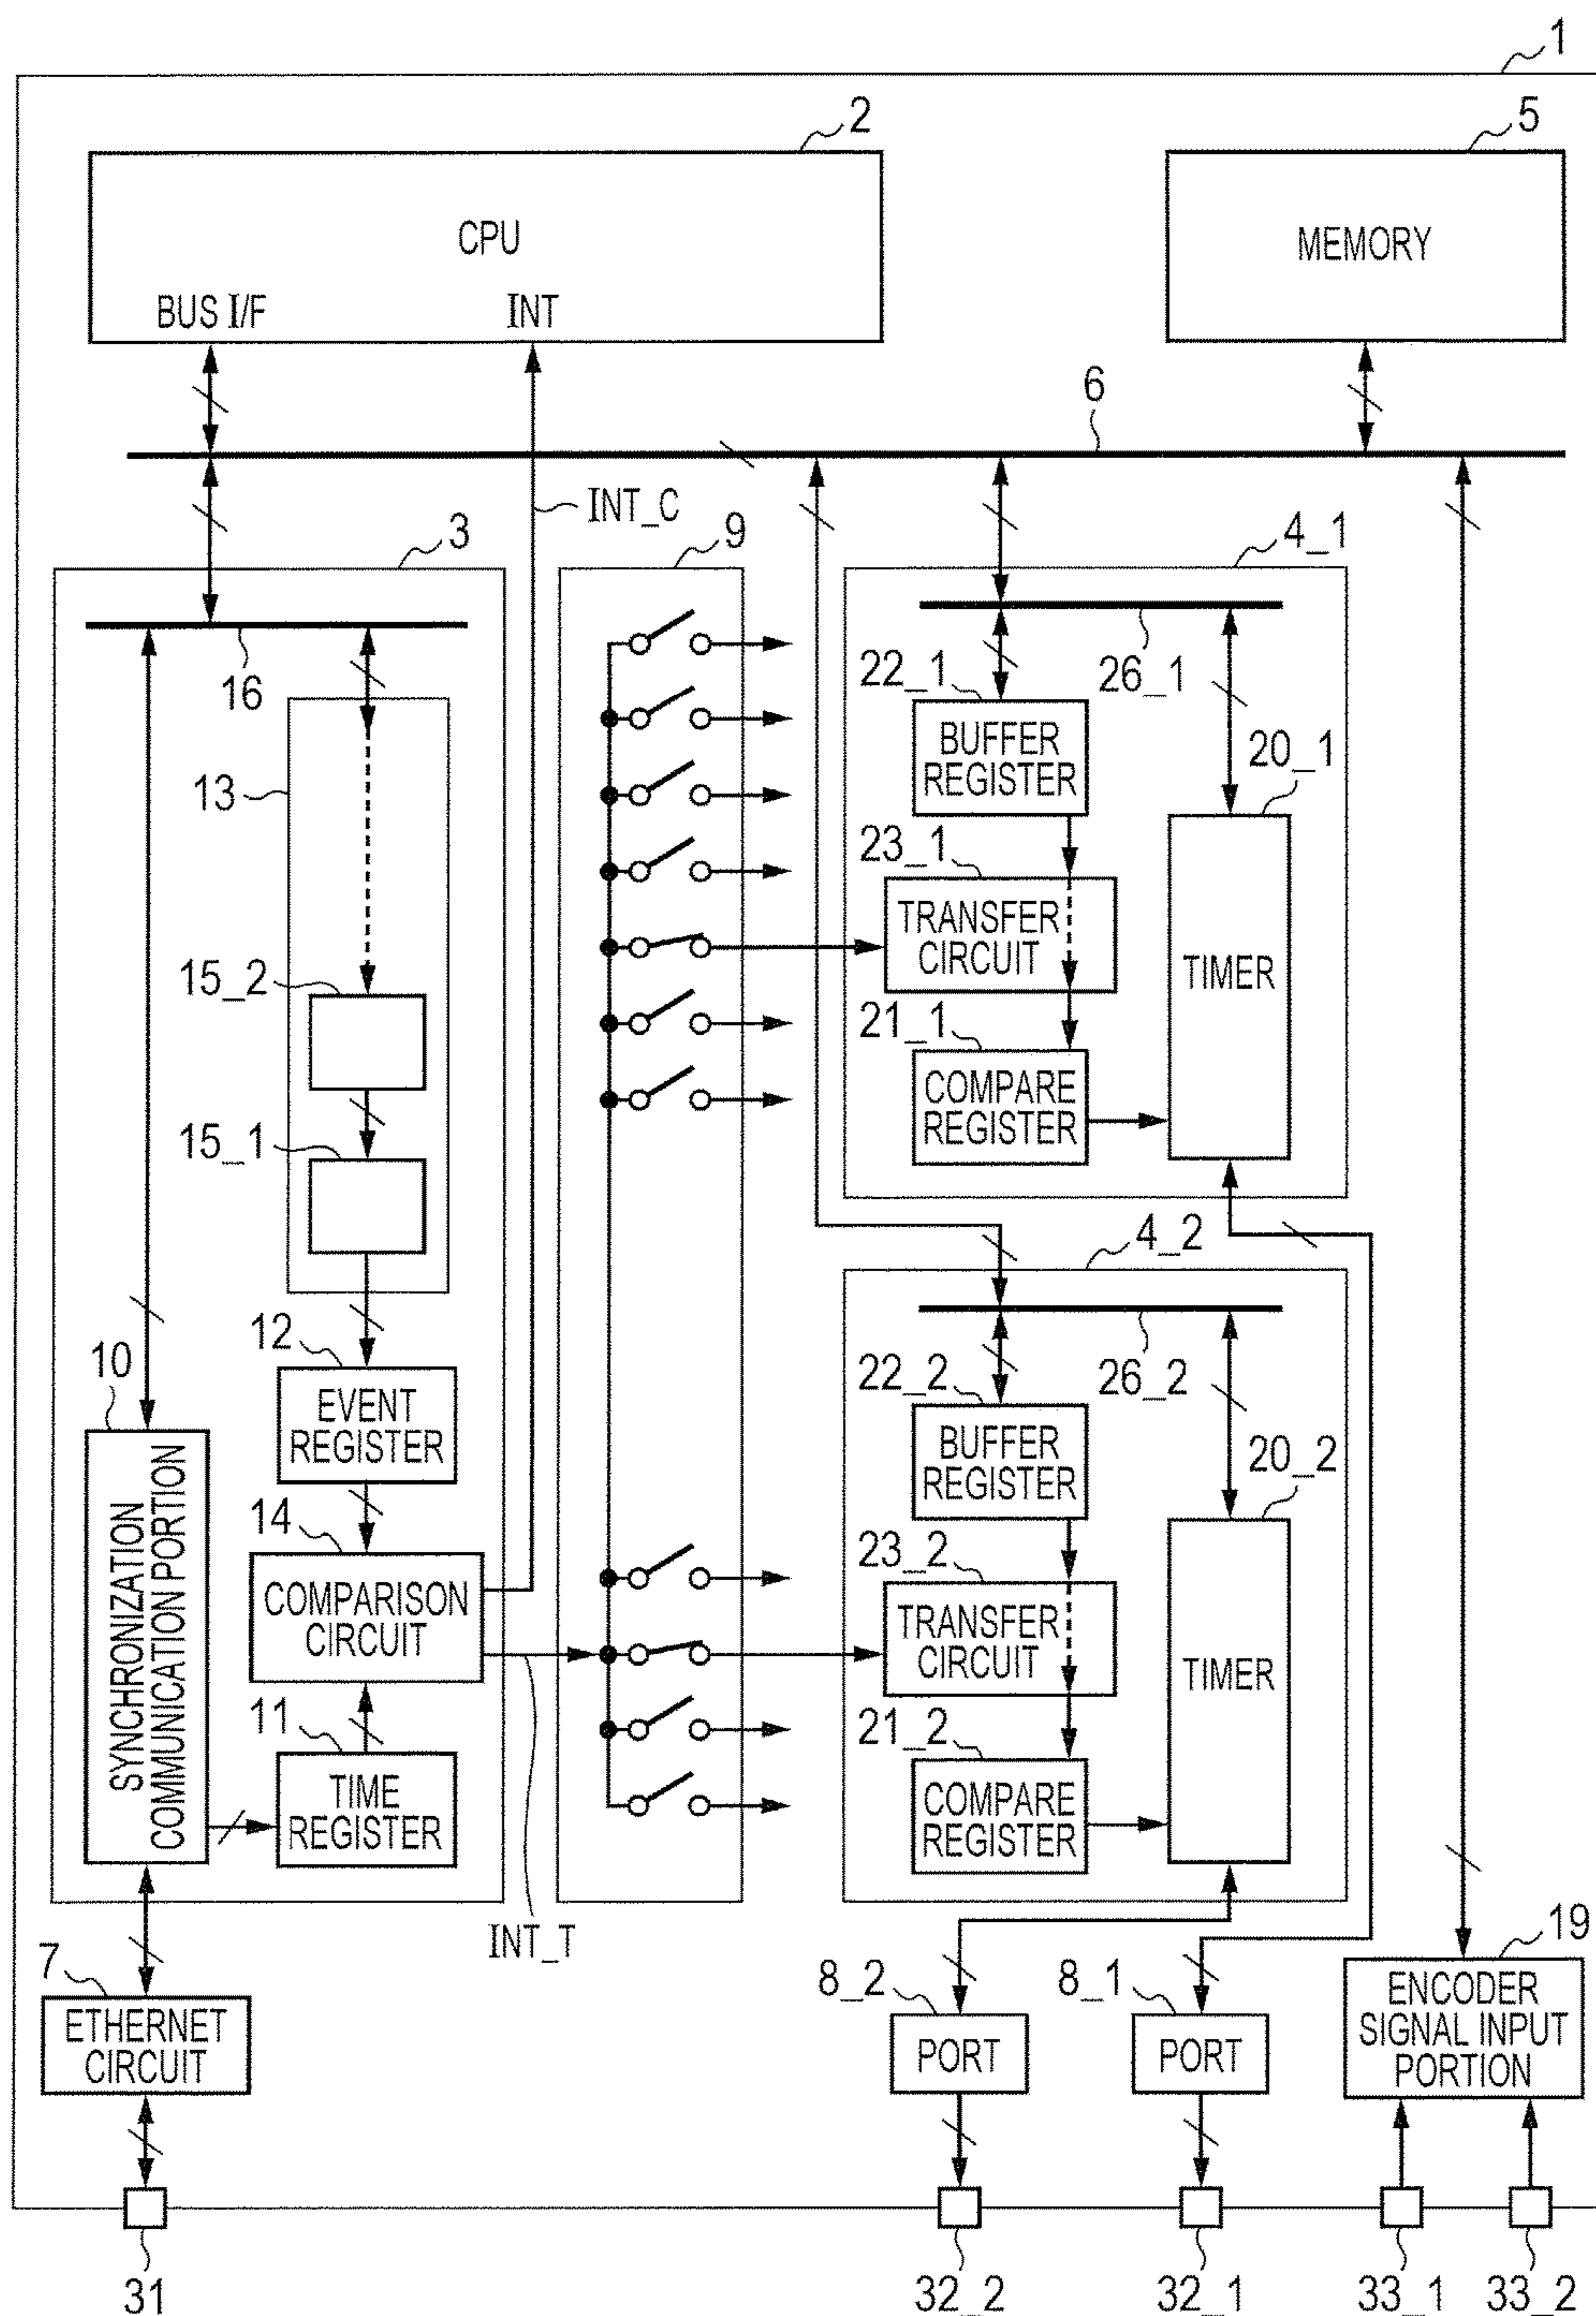 1
2
5
CPU
MEMORY
BUS I/F
INT
6
INT_C
3
9
4_1
16
22_1
26_1
BUFFER
REGISTER
20_1
13
23_1
TRANSFER
CIRCUIT
TIMER
15_2
21_1
COMPARE
REGISTER
15_1
4_2
12
10
EVENT
REGISTER
22_2
26_2
BUFFER
REGISTER
20_2
SYNCHRONIZATION
COMMUNICATION PORTION
14
COMPARISON
CIRCUIT
23_2
TRANSFER
CIRCUIT
TIMER
11
TIME
REGISTER
21_2
COMPARE
REGISTER
INT_T
7
ETHERNET
CIRCUIT
8_2
PORT
8_1
PORT
19
ENCODER
SIGNAL INPUT
PORTION
31
32_2
32_1
33_1
33_2